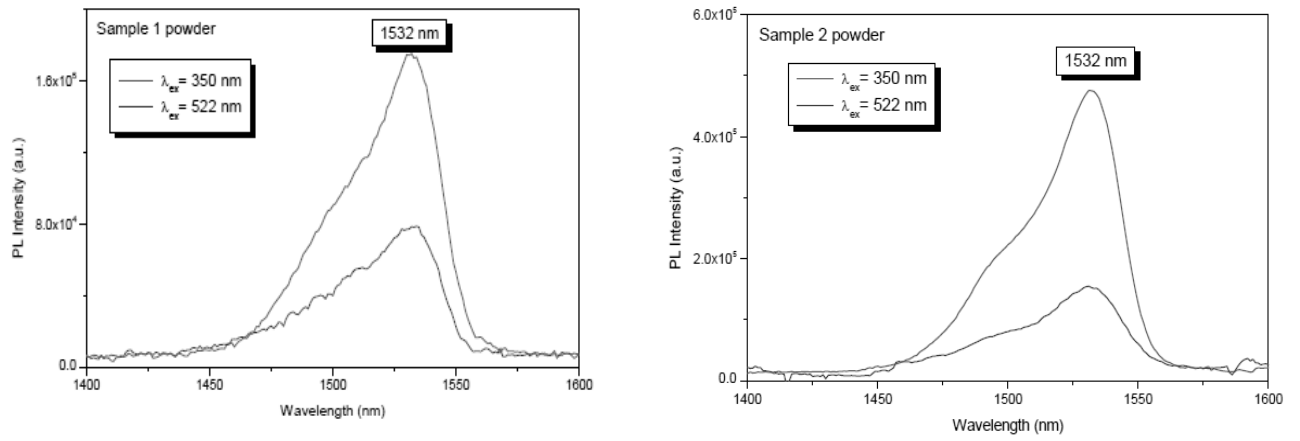 Sample 1 powder
1532 nm
λex= 350 nm
λex= 522 nm
1.6x10⁵
8.0x10⁴
0.0
PL Intensity (a.u.)
1400
1450
1500
1550
1600
Wavelength (nm)
Sample 2 powder
1532 nm
λex= 350 nm
λex= 522 nm
6.0x10⁵
4.0x10⁵
2.0x10⁵
0.0
PL Intensity (a.u.)
1400
1450
1500
1550
1600
Wavelength (nm)